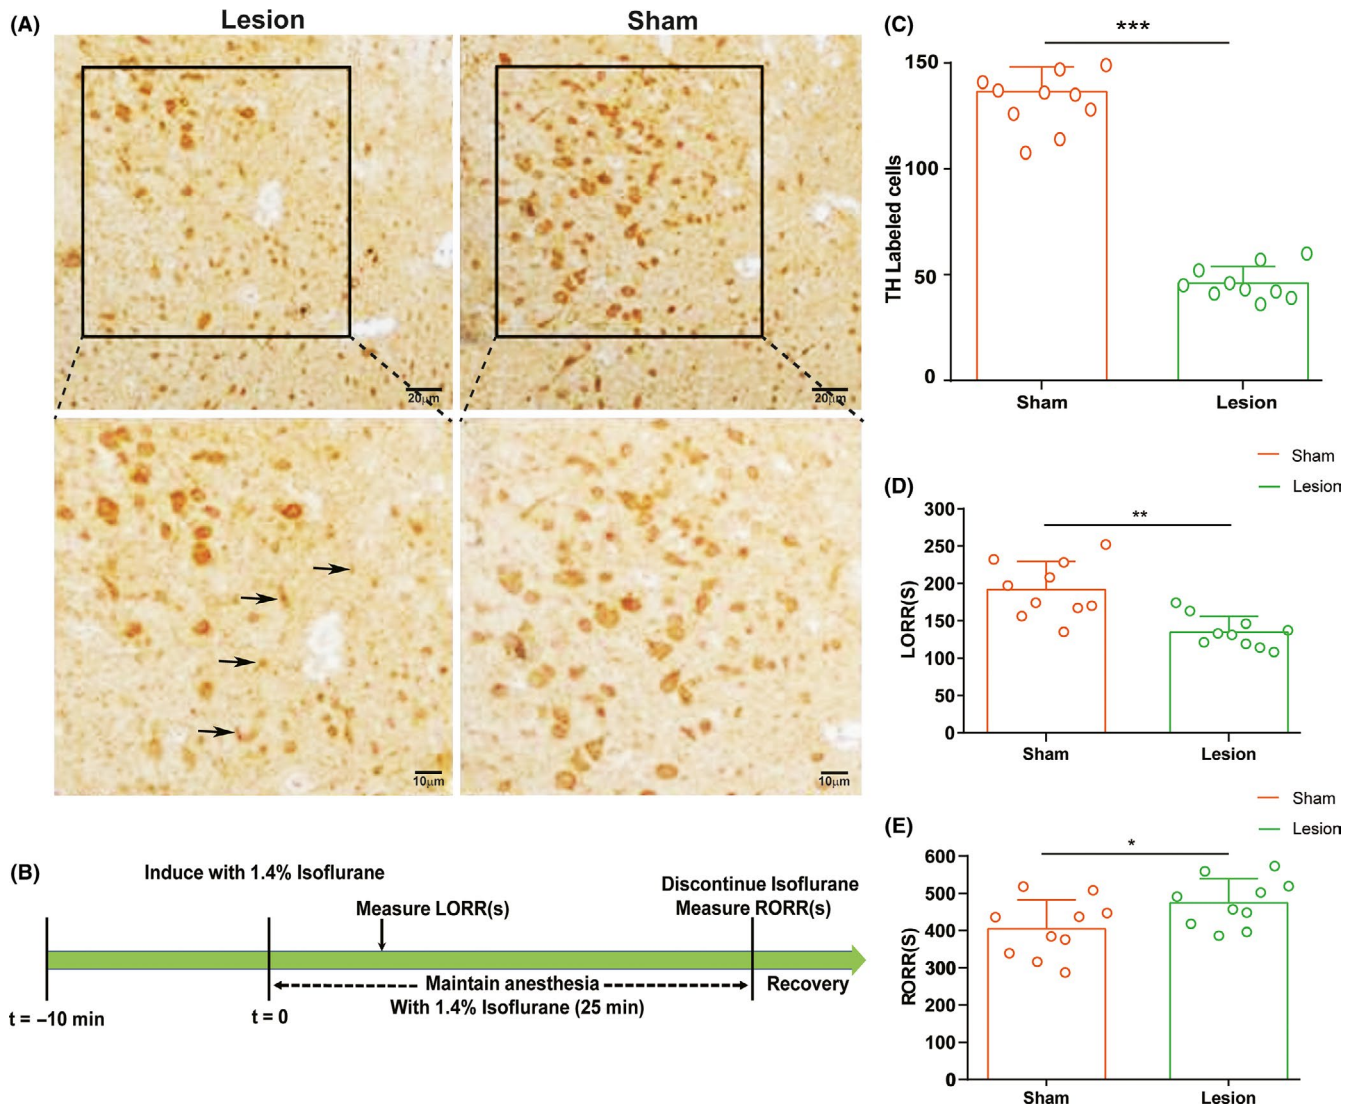 (A)
Lesion
Sham
20μm
20μm
10μm
10μm
(B)
Induce with 1.4% Isoflurane
Measure LORR(s)
Discontinue Isoflurane
Measure RORR(s)
Maintain anesthesia
With 1.4% Isoflurane (25 min)
Recovery
t = –10 min
t = 0
(C)
***
TH Labeled cells
150
100
50
0
Sham
Lesion
Sham
Lesion
(D)
**
LORR(S)
300
250
200
150
100
50
0
Sham
Lesion
Sham
Lesion
(E)
*
RORR(S)
600
500
400
300
200
100
0
Sham
Lesion